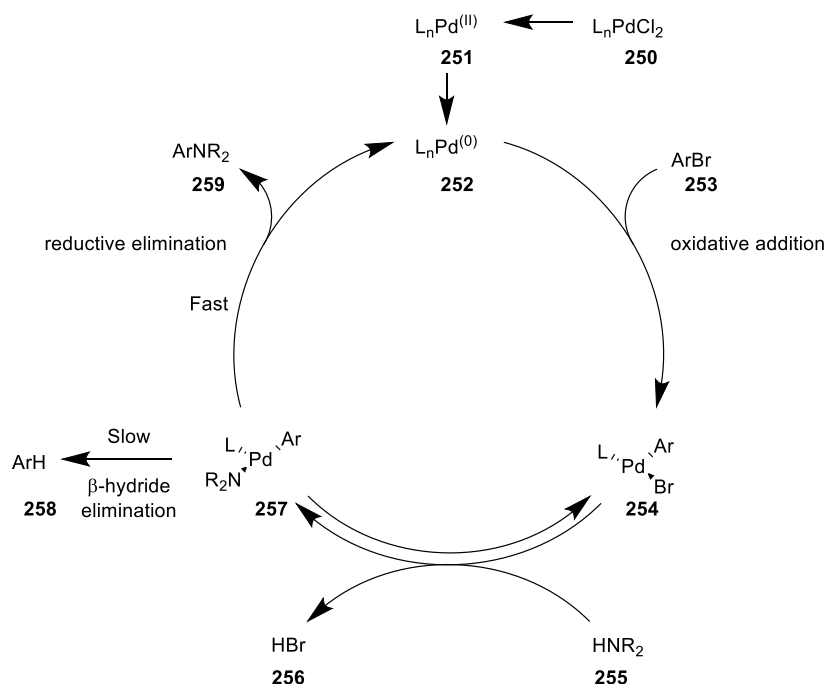 LnPd(II)
LnPdCl2
251
250
ArNR2
259
LnPd(0)
252
ArBr
253
reductive elimination
oxidative addition
Fast
Slow
ArH
258
β-hydride
elimination
L
Ar
Pd
R2N
257
L
Ar
Pd
Br
254
HBr
256
HNR2
255